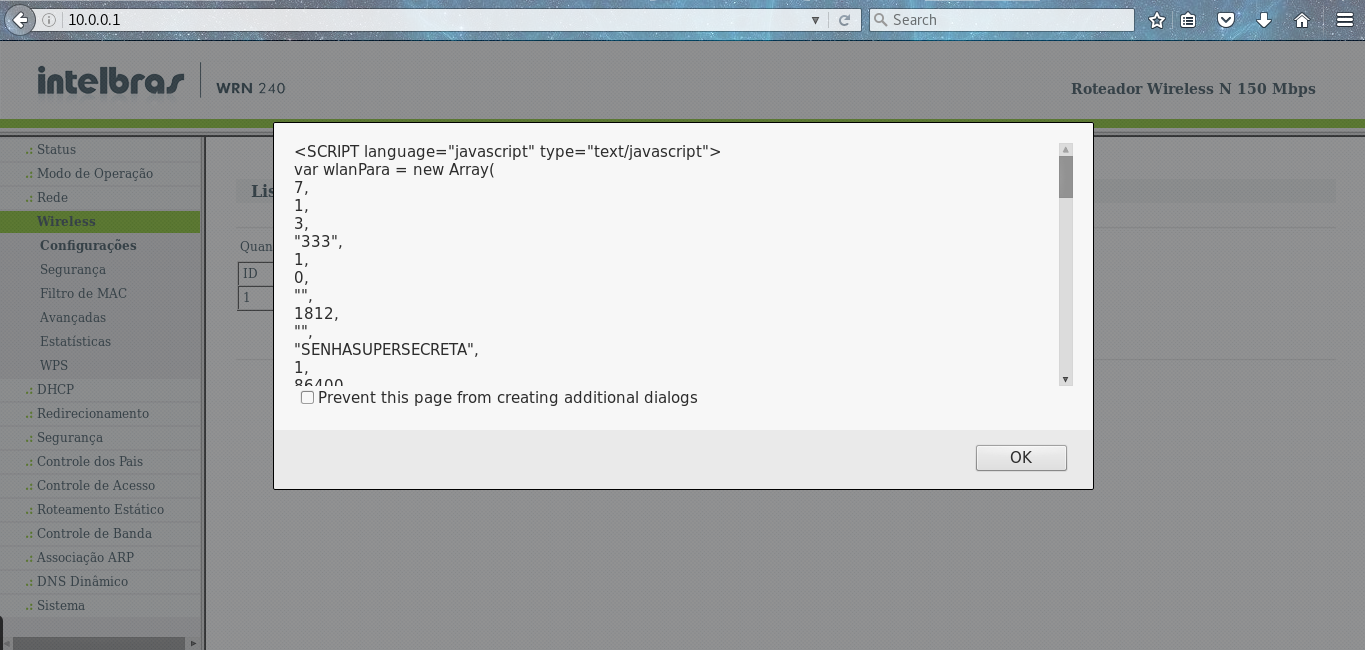 10.0.0.1
Search
intelbras
WRN 240
Roteador Wireless N 150 Mbps
.: Status
.: Modo de Operação
.: Rede
Wireless
Configurações
Segurança
Filtro de MAC
Avançadas
Estatísticas
WPS
.: DHCP
.: Redirecionamento
.: Segurança
.: Controle dos Pais
.: Controle de Acesso
.: Roteamento Estático
.: Controle de Banda
.: Associação ARP
.: DNS Dinâmico
.: Sistema
Lis
Quan
ID
1
<SCRIPT language="javascript" type="text/javascript">
var wlanPara = new Array(
7,
1,
3,
"333",
1,
0,
"",
1812,
"",
"SENHASUPERSECRETA",
1,
86400
Prevent this page from creating additional dialogs
OK